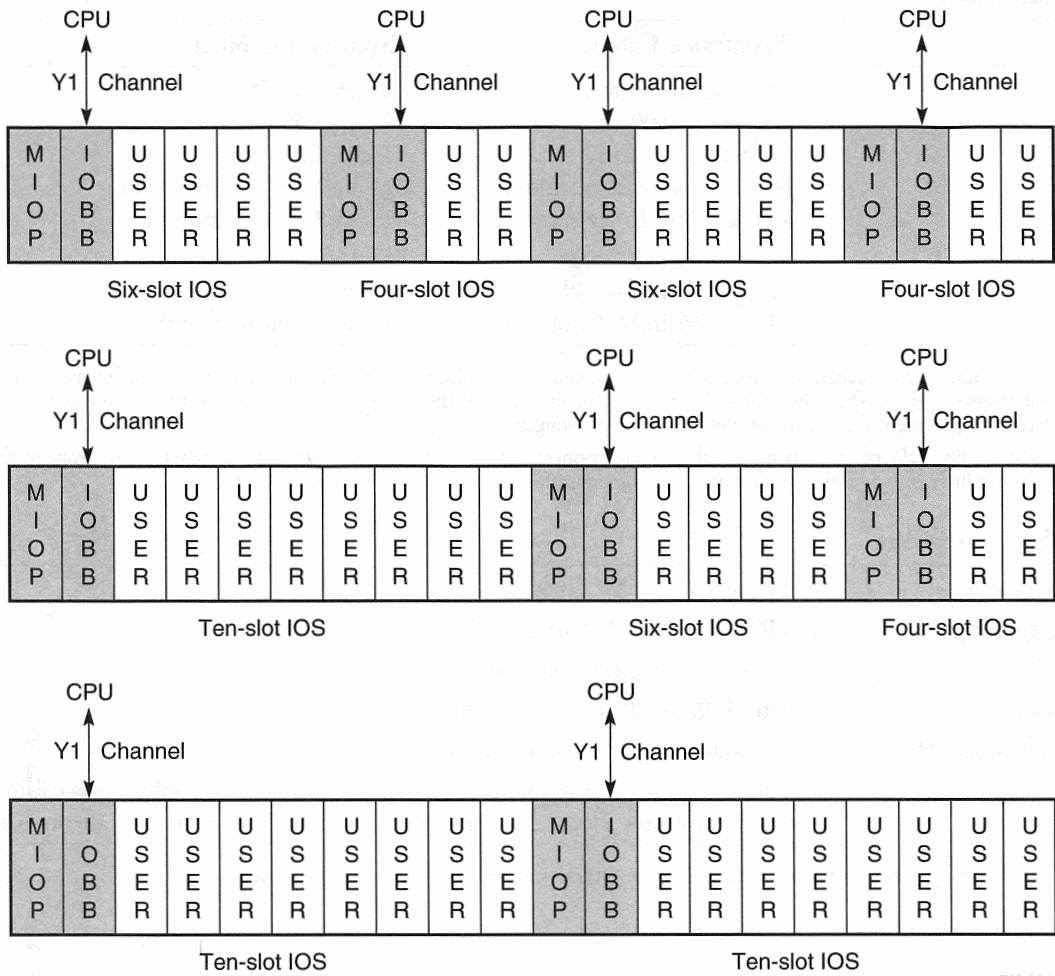 CPU CPU CPU CPU
Y1 Channel Y1 Channel Y1 Channel Y1 Channel
MIOP IOBB USER USER USER USER MIOP IOBB USER USER MIOP IOBB USER USER USER USER MIOP IOBB USER USER
Six-slot IOS Four-slot IOS Six-slot IOS Four-slot IOS
CPU CPU CPU
Y1 Channel Y1 Channel Y1 Channel
MIOP IOBB USER USER USER USER USER USER USER USER MIOP IOBB USER USER USER USER MIOP IOBB USER USER
Ten-slot IOS Six-slot IOS Four-slot IOS
CPU CPU
Y1 Channel Y1 Channel
MIOP IOBB USER USER USER USER USER USER USER USER MIOP IOBB USER USER USER USER USER USER USER USER
Ten-slot IOS Ten-slot IOS